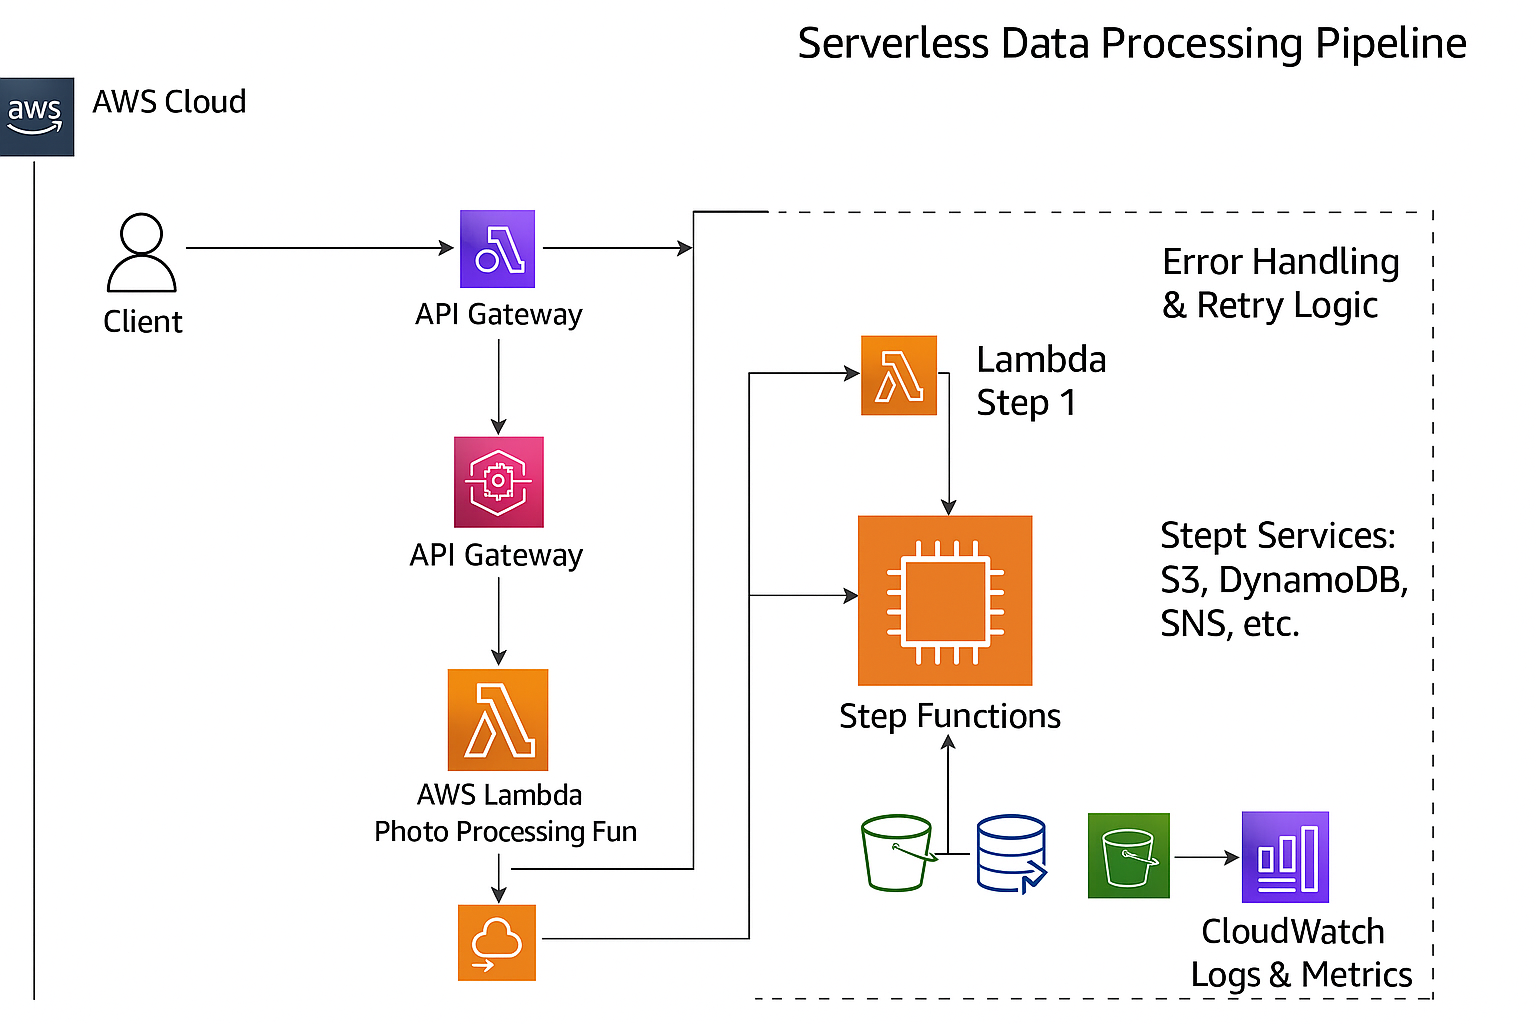 Serverless Data Processing Pipeline
aws
AWS Cloud
Client
API Gateway
Error Handling
& Retry Logic
Lambda
Step 1
API Gateway
Stept Services:
S3, DynamoDB,
SNS, etc.
Step Functions
AWS Lambda
Photo Processing Fun
CloudWatch
Logs & Metrics